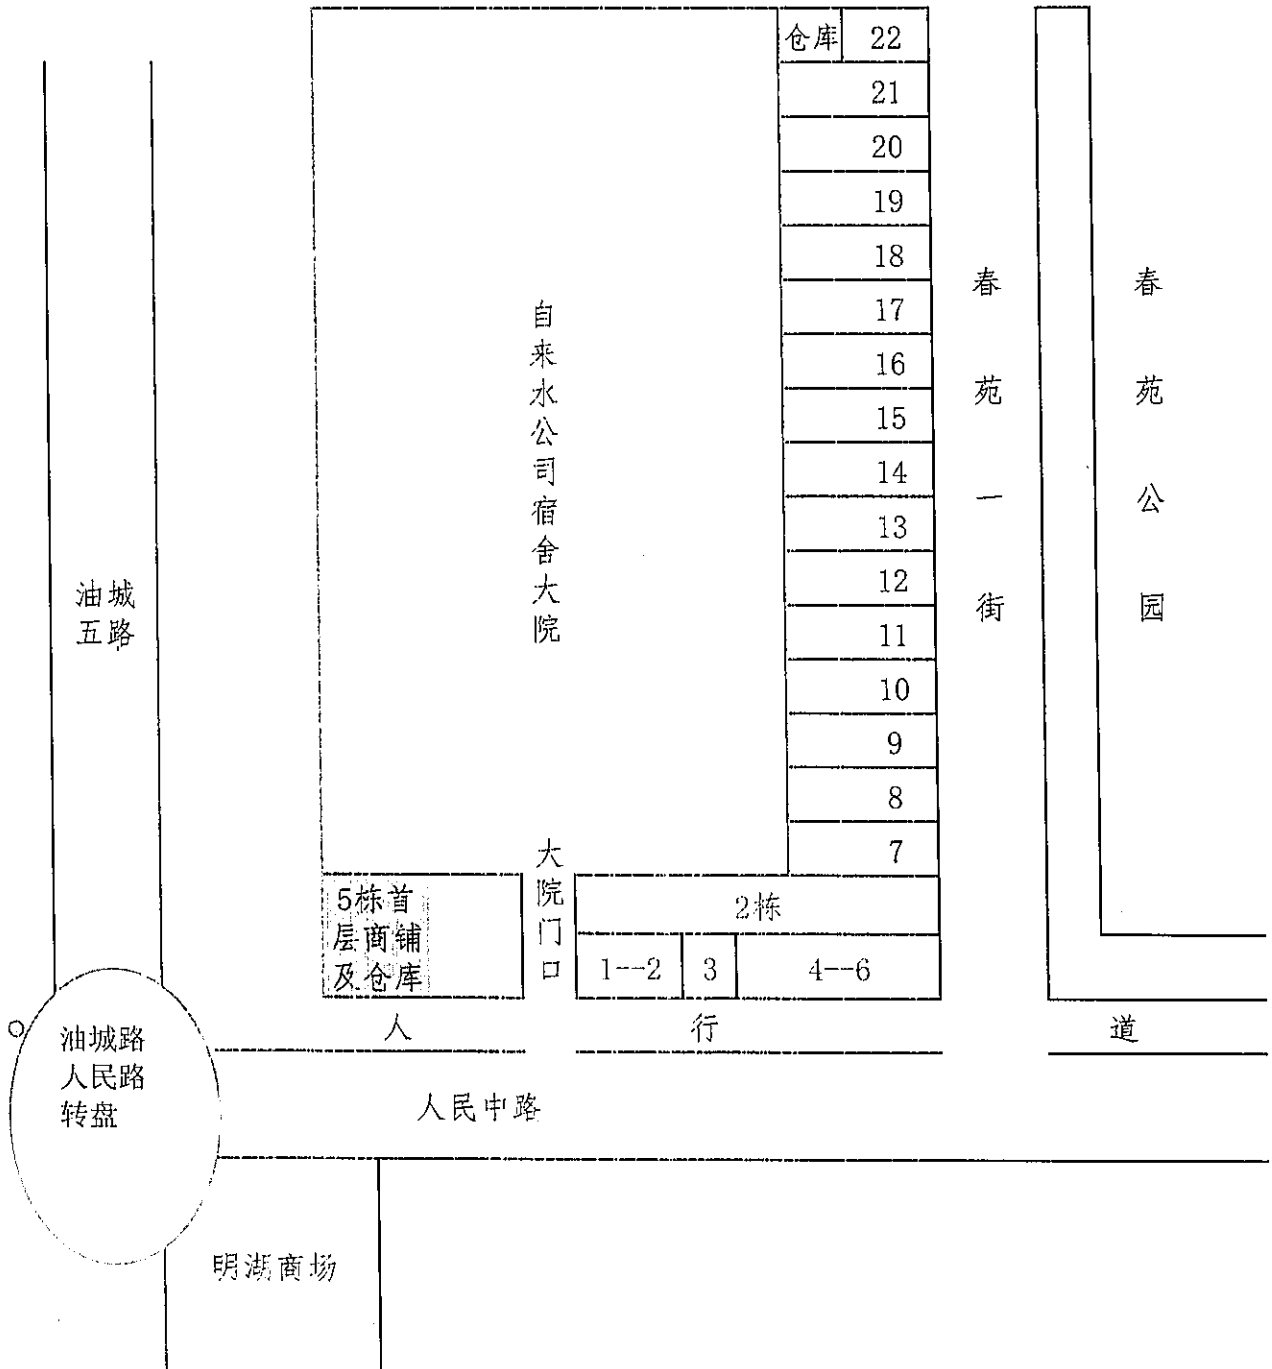 仓库 22
21
20
19
18
17
16
15
14
13
12
11
10
9
8
7
春苑一街
春苑公园
自来水公司宿舍大院
油城
五路
大院门口
5栋首
层商铺
及仓库
2栋
1--2 3 4--6
人行道
油城路
人民路
转盘
人民中路
明湖商场